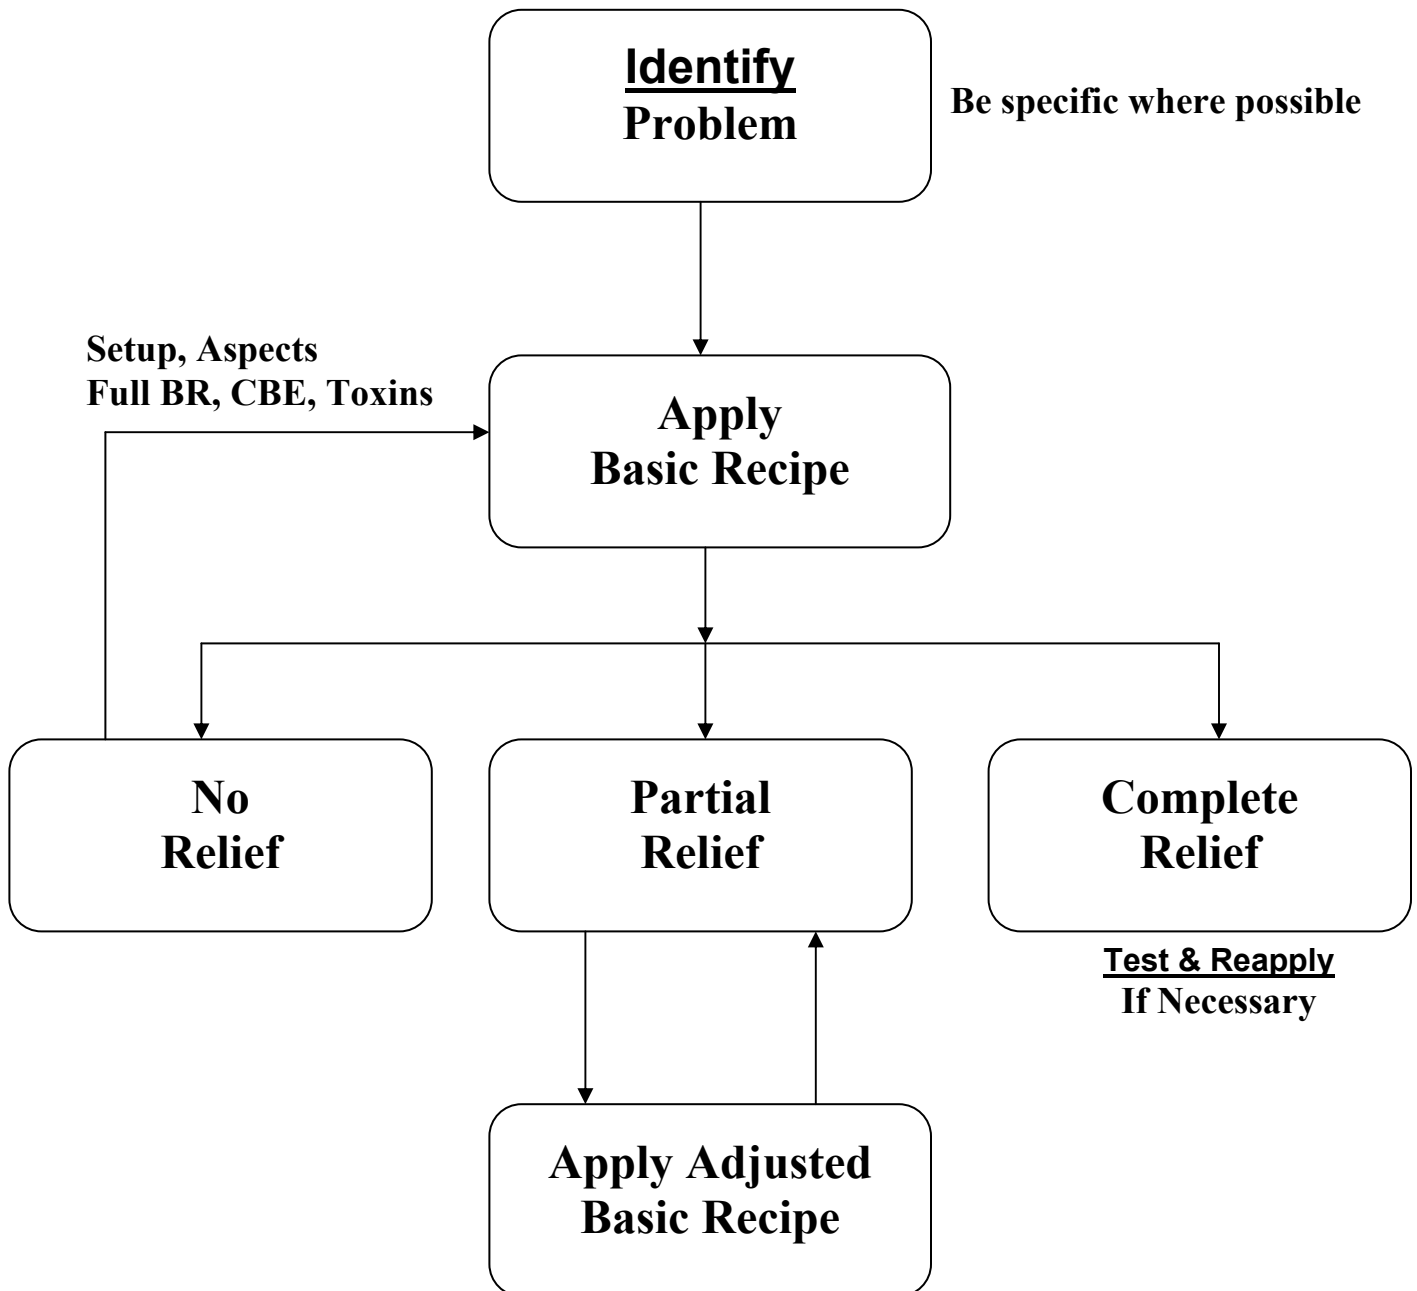 Identify
Problem
Be specific where possible
Setup, Aspects
Full BR, CBE, Toxins
Apply
Basic Recipe
No
Relief
Partial
Relief
Complete
Relief
Test & Reapply
If Necessary
Apply Adjusted
Basic Recipe